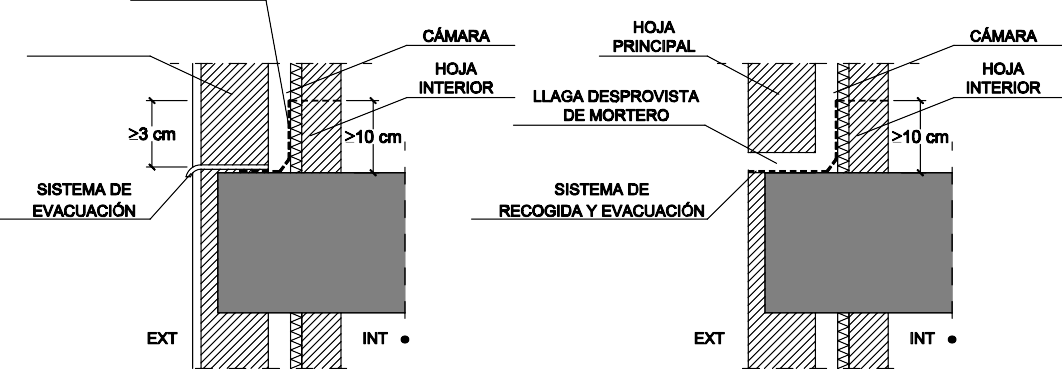 CÁMARA
HOJA
INTERIOR
≥3 cm
≥10 cm
SISTEMA DE
EVACUACIÓN
EXT
INT
HOJA
PRINCIPAL
CÁMARA
HOJA
INTERIOR
LLAGA DESPROVISTA
DE MORTERO
≥10 cm
SISTEMA DE
RECOGIDA Y EVACUACIÓN
EXT
INT